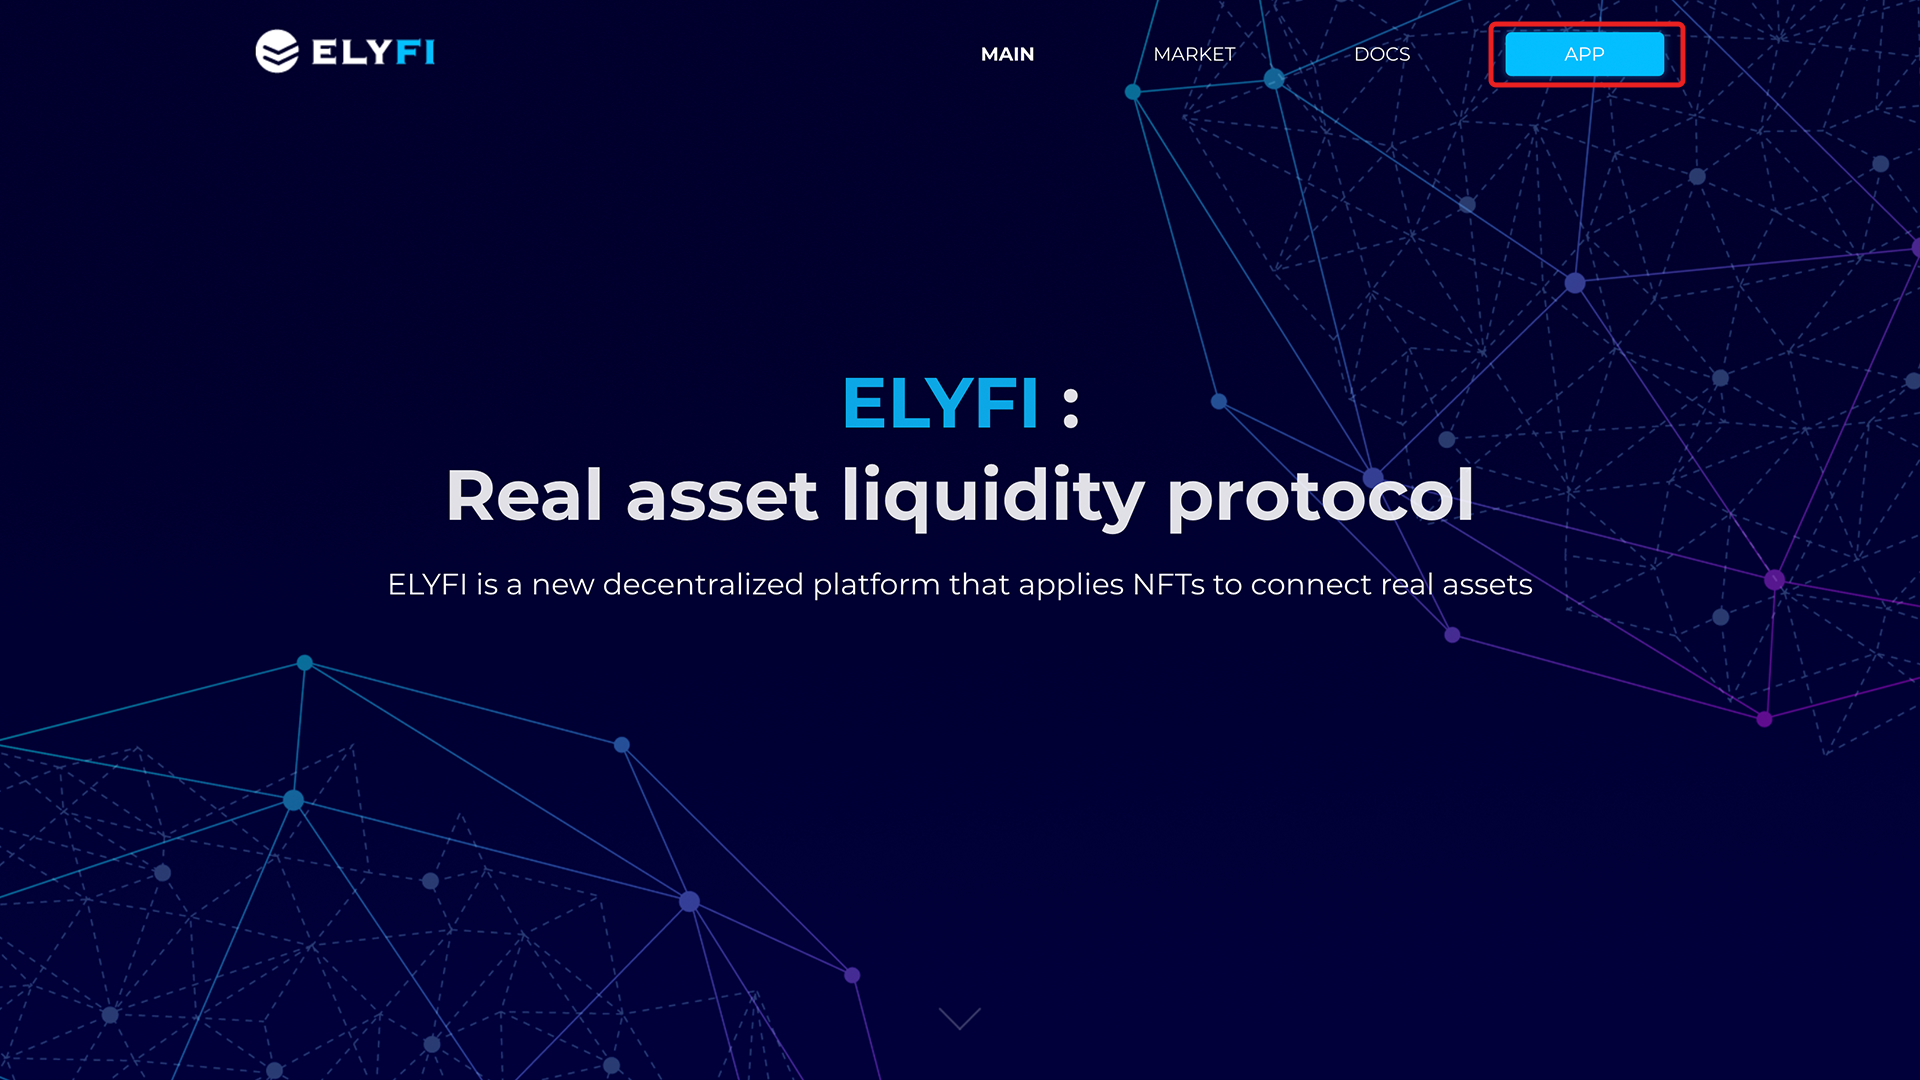 ELYFI
MAIN
MARKET
DOCS
APP
ELYFI :
Real asset liquidity protocol
ELYFI is a new decentralized platform that applies NFTs to connect real assets